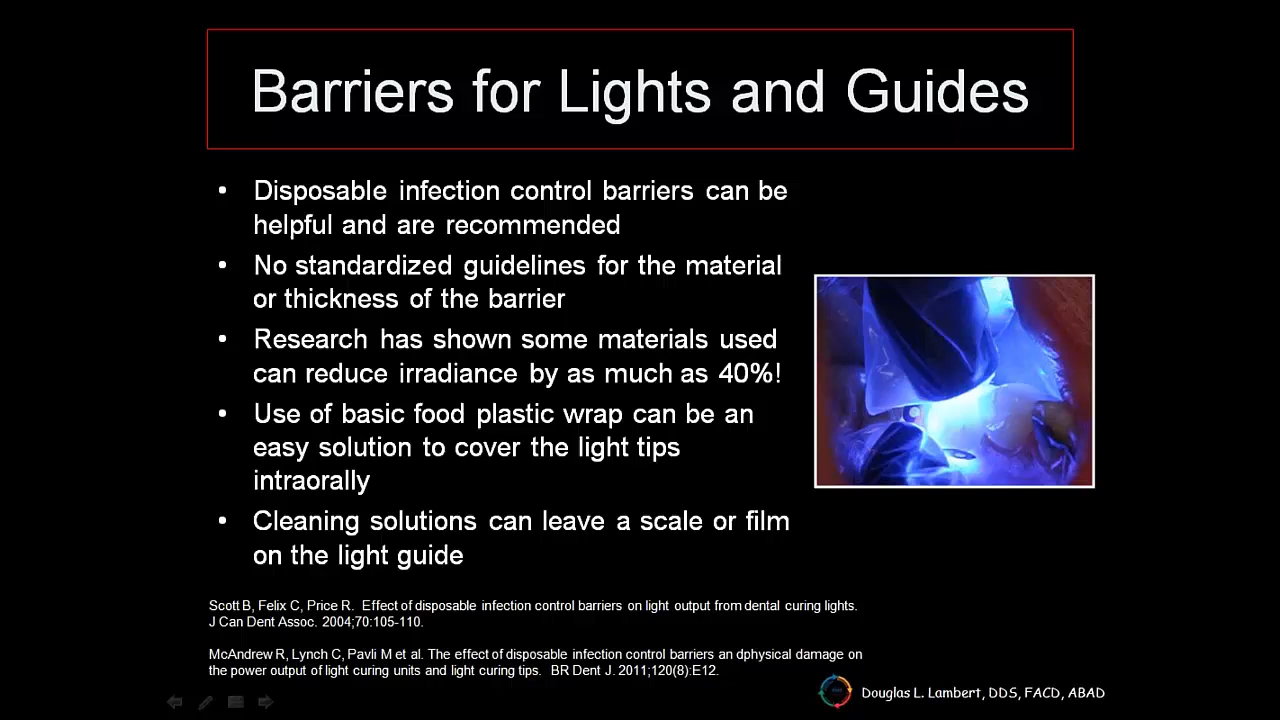 Barriers for Lights and Guides
• Disposable infection control barriers can be
helpful and are recommended
• No standardized guidelines for the material
or thickness of the barrier
• Research has shown some materials used
can reduce irradiance by as much as 40%!
• Use of basic food plastic wrap can be an
easy solution to cover the light tips
intraorally
• Cleaning solutions can leave a scale or film
on the light guide
Scott B, Felix C, Price R. Effect of disposable infection control barriers on light output from dental curing lights.
J Can Dent Assoc. 2004;70:105-110.
McAndrew R, Lynch C, Pavli M et al. The effect of disposable infection control barriers an dphysical damage on
the power output of light curing units and light curing tips. BR Dent J. 2011;120(8):E12.
Douglas L. Lambert, DDS, FACD, ABAD